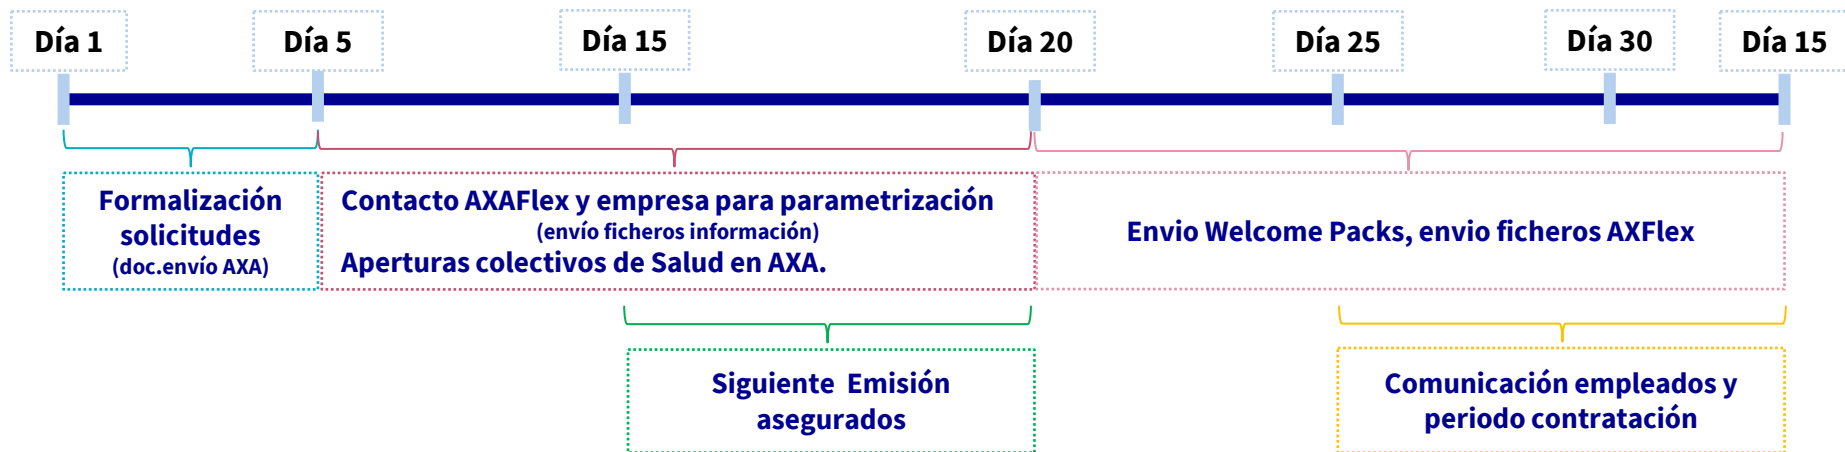 Día 1
Día 5
Día 15
Día 20
Día 25
Día 30
Día 15
Formalización
solicitudes
(doc.envío AXA)
Contacto AXAFlex y empresa para parametrización
(envío ficheros información)
Aperturas colectivos de Salud en AXA.
Envio Welcome Packs, envio ficheros AXFlex
Siguiente Emisión
asegurados
Comunicación empleados y
periodo contratación